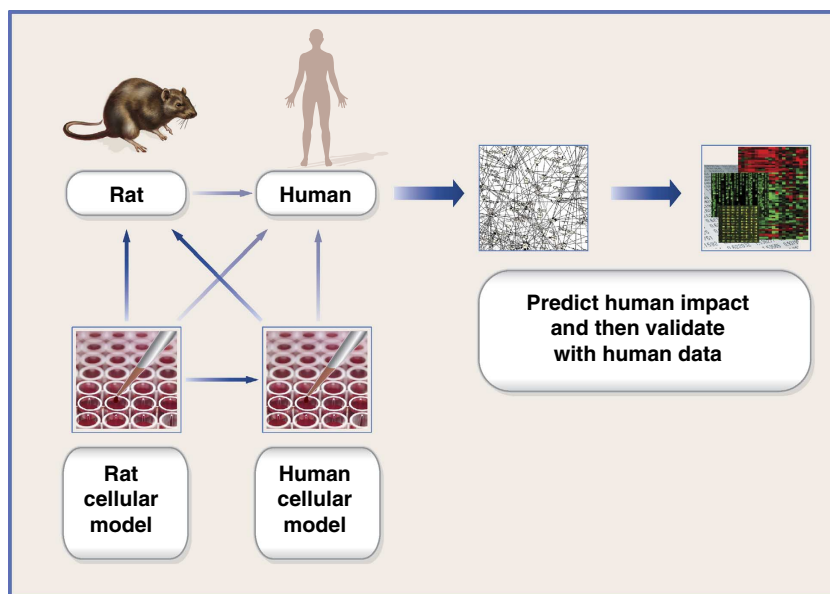 Rat
Human
Predict human impact
and then validate
with human data
Rat
cellular
model
Human
cellular
model